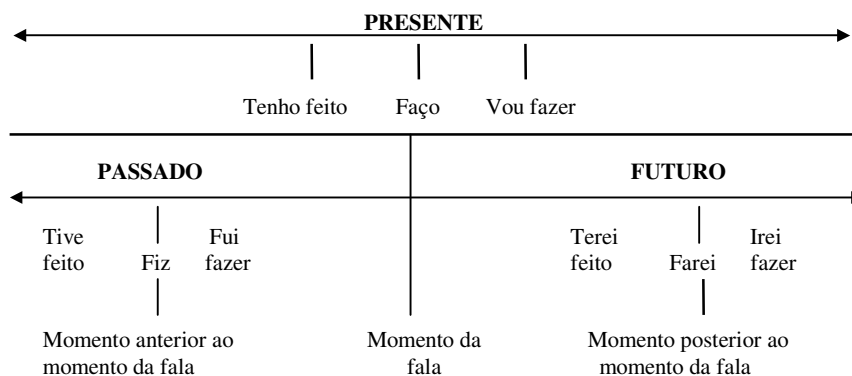 PRESENTE
Tenho feito Faço Vou fazer
PASSADO FUTURO
Tive Fui Terei Irei
feito Fiz fazer feito Farei fazer
Momento anterior ao Momento da Momento posterior ao
momento da fala fala momento da fala